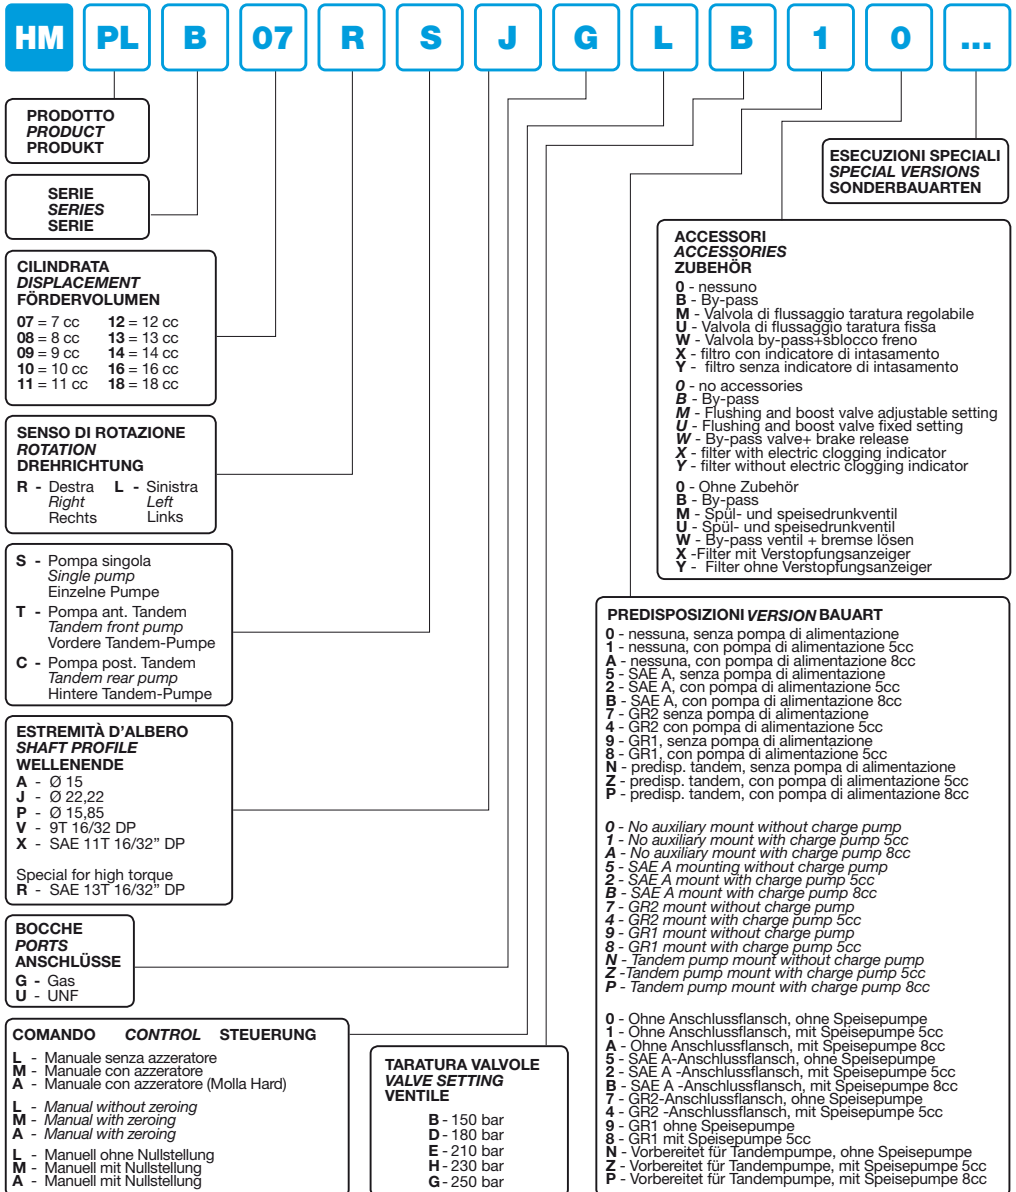 HM PL B 07 R S J G L B 1 0 ...
PRODOTTO
PRODUCT
PRODUKT
SERIE
SERIES
SERIE
CILINDRATA
DISPLACEMENT
FÖRDERVOLUMEN
07 = 7 cc 12 = 12 cc
08 = 8 cc 13 = 13 cc
09 = 9 cc 14 = 14 cc
10 = 10 cc 16 = 16 cc
11 = 11 cc 18 = 18 cc
SENSO DI ROTAZIONE
ROTATION
DREHRICHTUNG
R - Destra L - Sinistra
Right Left
Rechts Links
S - Pompa singola
Single pump
Einzelne Pumpe
T - Pompa ant. Tandem
Tandem front pump
Vordere Tandem-Pumpe
C - Pompa post. Tandem
Tandem rear pump
Hintere Tandem-Pumpe
ESTREMITÀ D'ALBERO
SHAFT PROFILE
WELLENENDE
A - Ø 15
J - Ø 22,22
P - Ø 15,85
V - 9T 16/32 DP
X - SAE 11T 16/32” DP
Special for high torque
R - SAE 13T 16/32” DP
BOCCHE
PORTS
ANSCHLÜSSE
G - Gas
U - UNF
COMANDO CONTROL STEUERUNG
L - Manuale senza azzeratore
M - Manuale con azzeratore
A - Manuale con azzeratore (Molla Hard)
L - Manual without zeroing
M - Manual with zeroing
A - Manual with zeroing
L - Manuell ohne Nullstellung
M - Manuell mit Nullstellung
A - Manuell mit Nullstellung
TARATURA VALVOLE
VALVE SETTING
VENTILE
B - 150 bar
D - 180 bar
E - 210 bar
H - 230 bar
G - 250 bar
ESECUZIONI SPECIALI
SPECIAL VERSIONS
SONDERBAUARTEN
ACCESSORI
ACCESSORIES
ZUBEHÖR
0 - nessuno
B - By-pass
M - Valvola di flussaggio taratura regolabile
U - Valvola di flussaggio taratura fissa
W - Valvola by-pass+sblocco freno
X - filtro con indicatore di intasamento
Y - filtro senza indicatore di intasamento
0 - no accessories
B - By-pass
M - Flushing and boost valve adjustable setting
U - Flushing and boost valve fixed setting
W - By-pass valve+ brake release
X - filter with electric clogging indicator
Y - filter without electric clogging indicator
0 - Ohne Zubehör
B - By-pass
M - Spül- und speisedrunkventil
U - Spül- und speisedrunkventil
W - By-pass ventil + bremse lösen
X -Filter mit Verstopfungsanzeiger
Y - Filter ohne Verstopfungsanzeiger
PREDISPOSIZIONI VERSION BAUART
0 - nessuna, senza pompa di alimentazione
1 - nessuna, con pompa di alimentazione 5cc
A - nessuna, con pompa di alimentazione 8cc
5 - SAE A, senza pompa di alimentazione
2 - SAE A, con pompa di alimentazione 5cc
B - SAE A, con pompa di alimentazione 8cc
7 - GR2 senza pompa di alimentazione
4 - GR2 con pompa di alimentazione 5cc
9 - GR1, senza pompa di alimentazione
8 - GR1, con pompa di alimentazione 5cc
N - predisp. tandem, senza pompa di alimentazione
Z - predisp. tandem, con pompa di alimentazione 5cc
P - predisp. tandem, con pompa di alimentazione 8cc
0 - No auxiliary mount without charge pump
1 - No auxiliary mount with charge pump 5cc
A - No auxiliary mount with charge pump 8cc
5 - SAE A mounting without charge pump
2 - SAE A mount with charge pump 5cc
B - SAE A mount with charge pump 8cc
7 - GR2 mount without charge pump
4 - GR2 mount with charge pump 5cc
9 - GR1 mount without charge pump
8 - GR1 mount with charge pump 5cc
N - Tandem pump mount without charge pump
Z -Tandem pump mount with charge pump 5cc
P - Tandem pump mount with charge pump 8cc
0 - Ohne Anschlussflansch, ohne Speisepumpe
1 - Ohne Anschlussflansch, mit Speisepumpe 5cc
A - Ohne Anschlussflansch, mit Speisepumpe 8cc
5 - SAE A-Anschlussflansch, ohne Speisepumpe
2 - SAE A -Anschlussflansch, mit Speisepumpe 5cc
B - SAE A -Anschlussflansch, mit Speisepumpe 8cc
7 - GR2-Anschlussflansch, ohne Speisepumpe
4 - GR2 -Anschlussflansch, mit Speisepumpe 5cc
9 - GR1 ohne Speisepumpe
8 - GR1 mit Speisepumpe 5cc
N - Vorbereitet für Tandempumpe, ohne Speisepumpe
Z - Vorbereitet für Tandempumpe, mit Speisepumpe 5cc
P - Vorbereitet für Tandempumpe, mit Speisepumpe 8cc